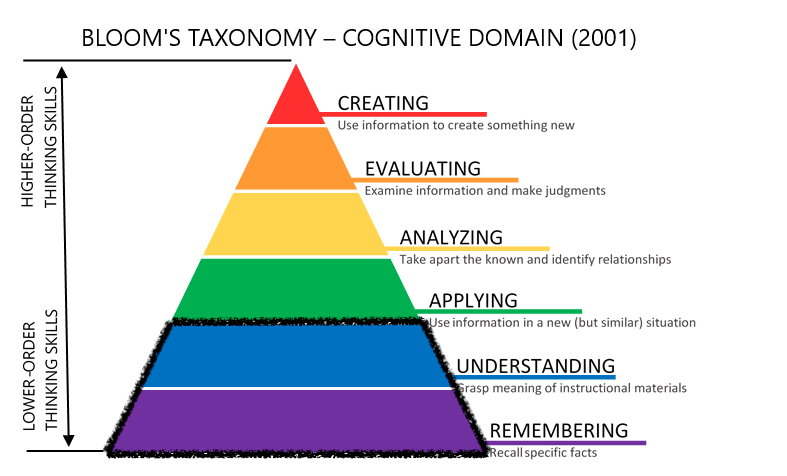 BLOOM'S TAXONOMY – COGNITIVE DOMAIN (2001)
HIGHER-ORDER
THINKING SKILLS
CREATING
Use information to create something new
EVALUATING
Examine information and make judgments
ANALYZING
Take apart the known and identify relationships
APPLYING
Use information in a new (but similar) situation
LOWER-ORDER
THINKING SKILLS
UNDERSTANDING
Grasp meaning of instructional materials
REMEMBERING
Recall specific facts